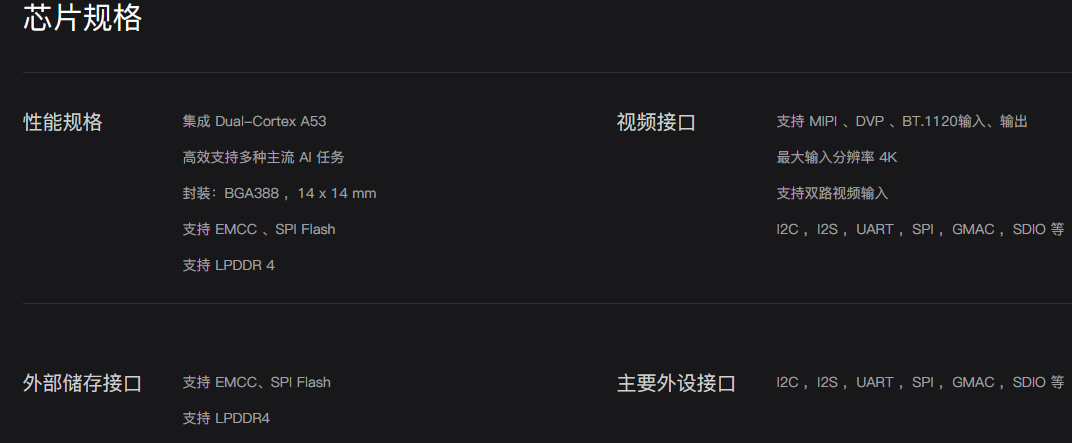 芯片规格
性能规格
集成 Dual-Cortex A53
高效支持多种主流 AI 任务
封装：BGA388 ，14 x 14 mm
支持 EMCC 、SPI Flash
支持 LPDDR 4
视频接口
支持 MIPI 、DVP 、BT.1120输入、输出
最大输入分辨率 4K
支持双路视频输入
I2C ，I2S ，UART ，SPI ，GMAC ，SDIO 等
外部储存接口
支持 EMCC、SPI Flash
支持 LPDDR4
主要外设接口
I2C ，I2S ，UART ，SPI ，GMAC ，SDIO 等